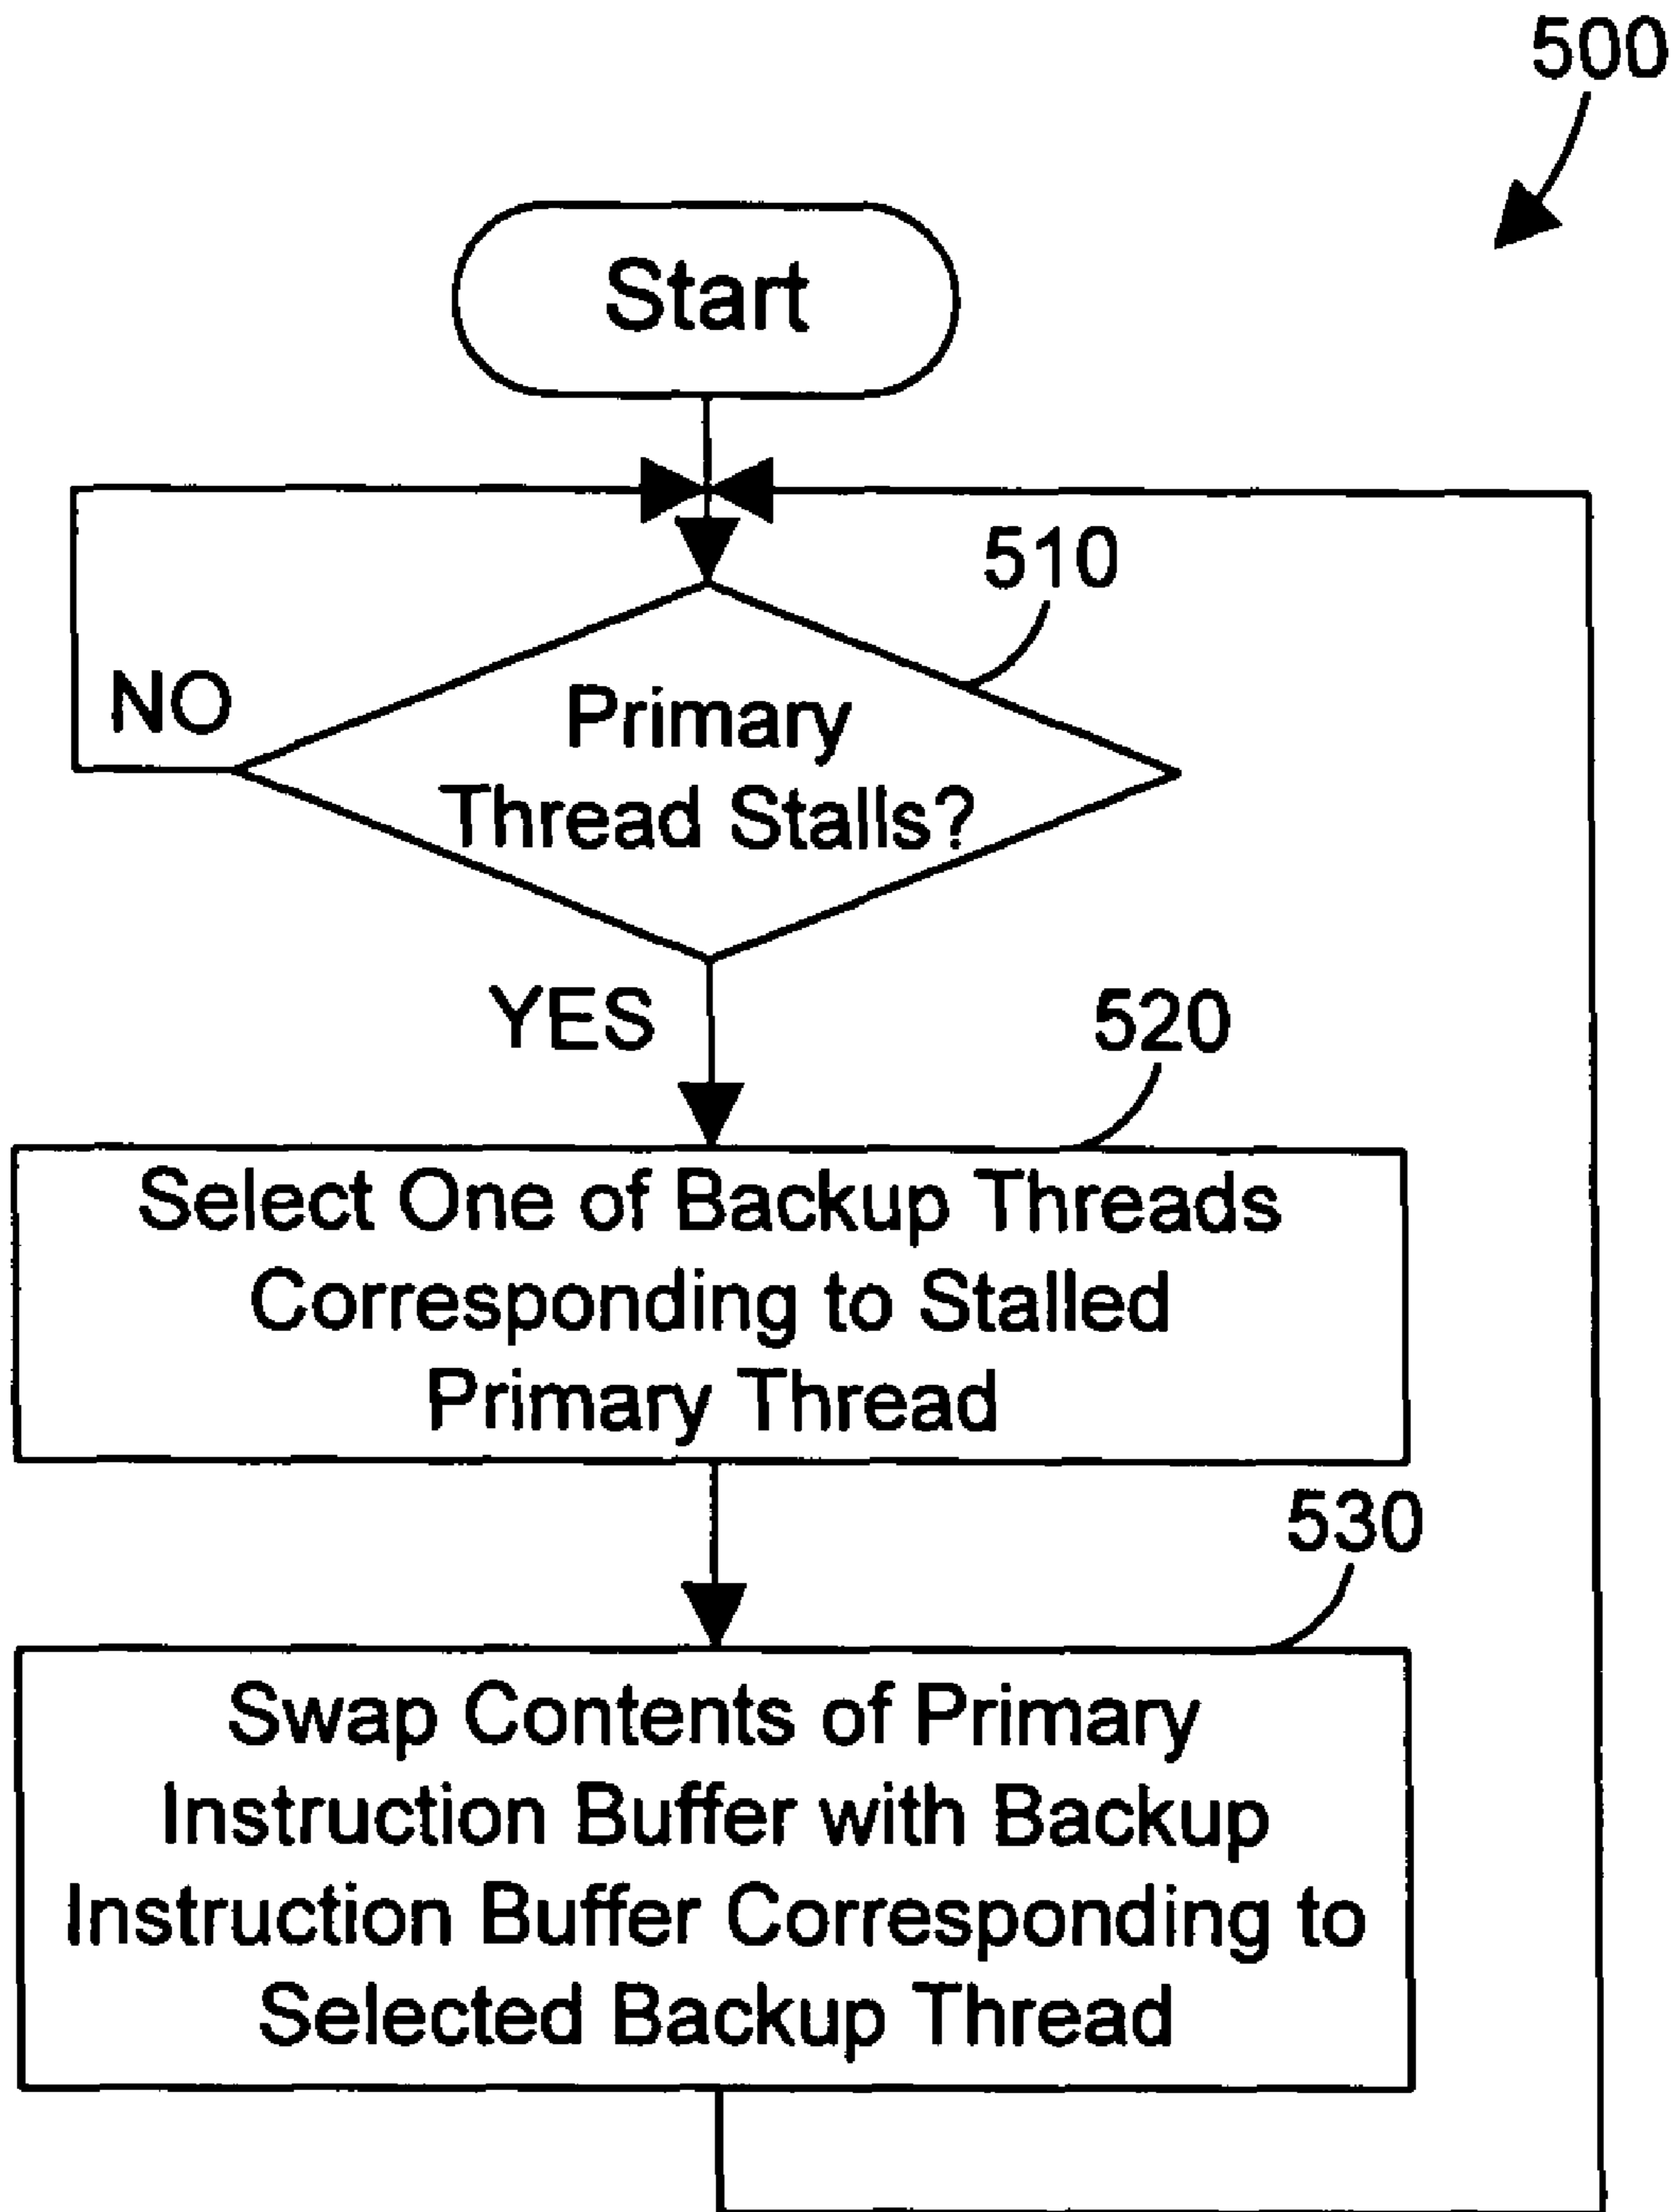 500
Start
510
NO
Primary
Thread Stalls?
YES
520
Select One of Backup Threads
Corresponding to Stalled
Primary Thread
530
Swap Contents of Primary
Instruction Buffer with Backup
Instruction Buffer Corresponding to
Selected Backup Thread